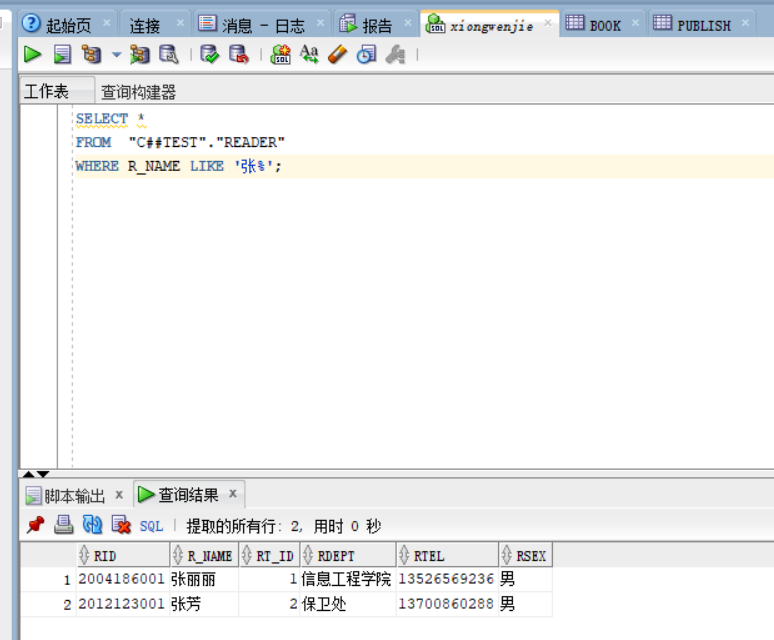 起始页 × 连接 × 消息 - 日志 × 报告 × xiongwenjie × BOOK × PUBLISH ×
工作表 查询构建器
SELECT *
FROM "C##TEST"."READER"
WHERE R_NAME LIKE '张%';
脚本输出 x 查询结果 x
SQL | 提取的所有行: 2, 用时 0 秒
RID R_NAME RT_ID RDEPT RTEL RSEX
1 2004186001 张丽丽 1 信息工程学院 13526569236 男
2 2012123001 张芳 2 保卫处 13700860288 男